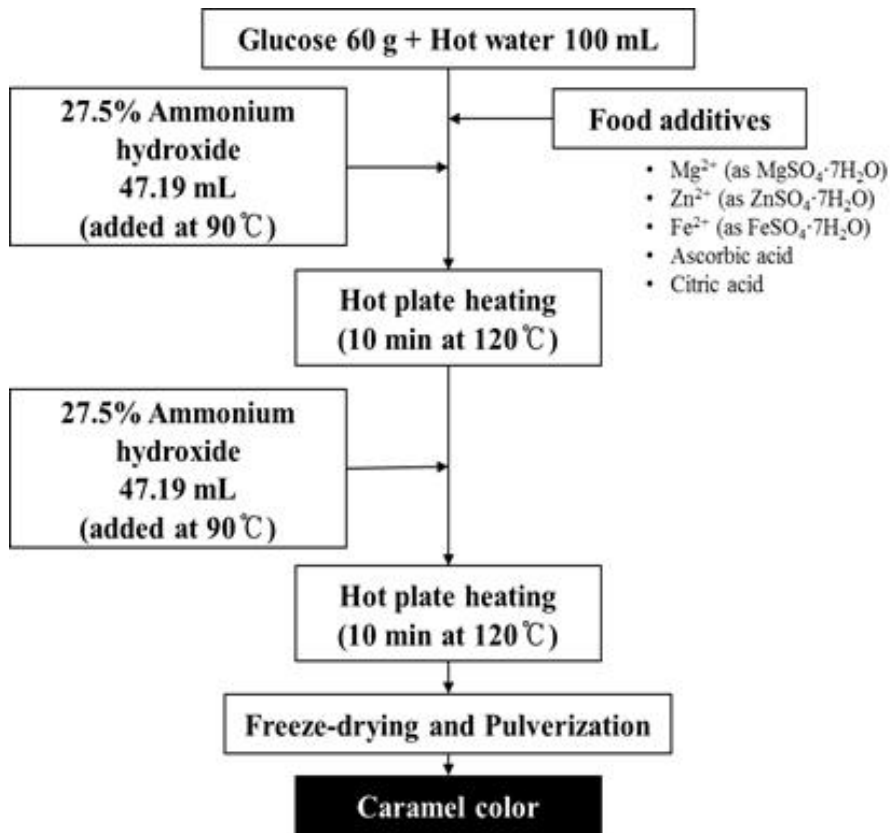 Glucose 60 g + Hot water 100 mL
27.5% Ammonium
hydroxide
47.19 mL
(added at 90℃)
Food additives
• Mg²⁺ (as MgSO₄·7H₂O)
• Zn²⁺ (as ZnSO₄·7H₂O)
• Fe²⁺ (as FeSO₄·7H₂O)
• Ascorbic acid
• Citric acid
Hot plate heating
(10 min at 120℃)
27.5% Ammonium
hydroxide
47.19 mL
(added at 90℃)
Hot plate heating
(10 min at 120℃)
Freeze-drying and Pulverization
Caramel color